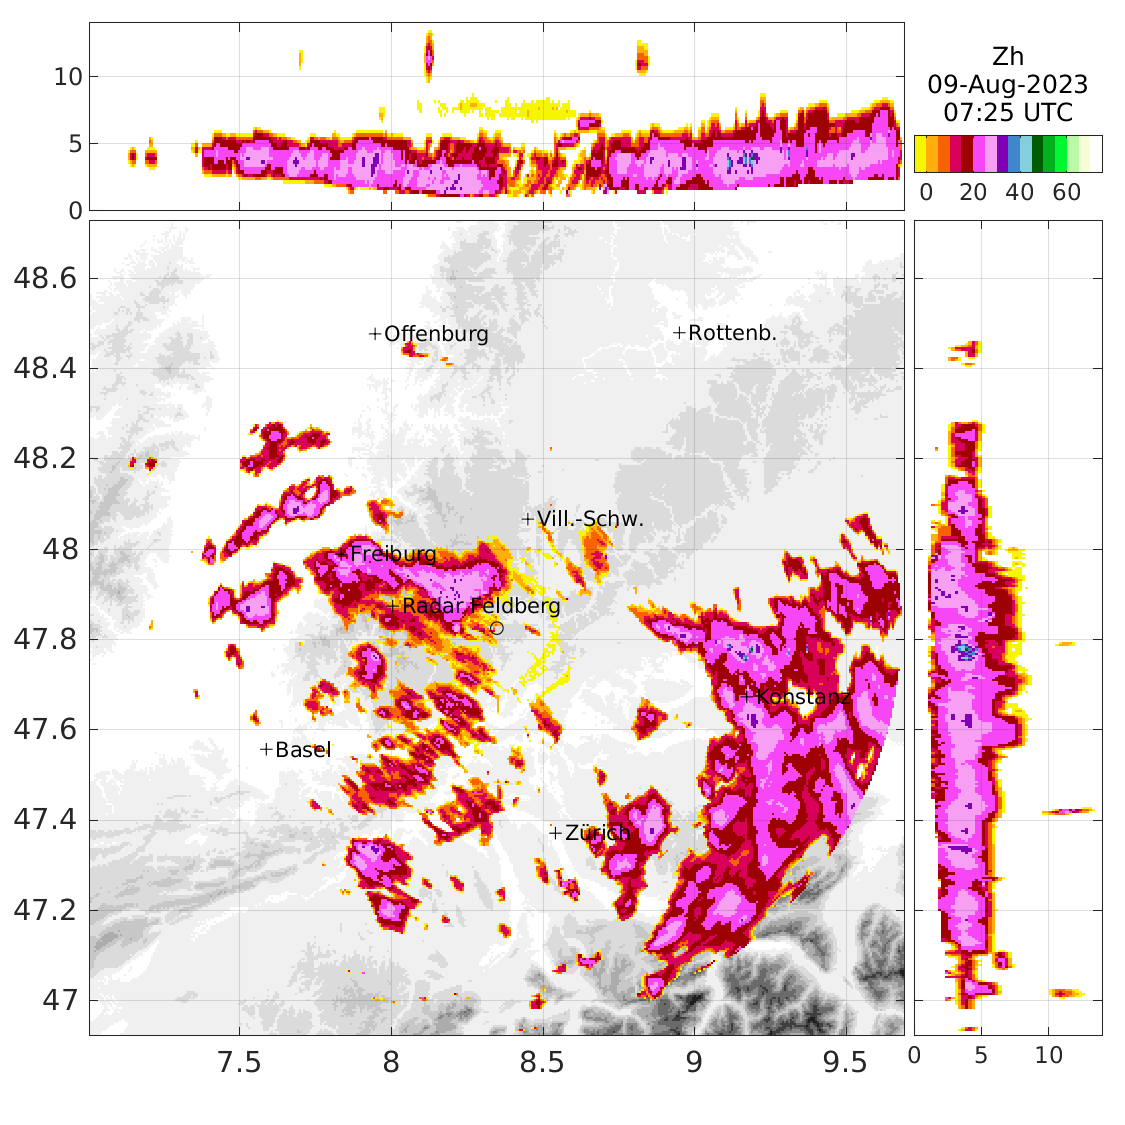 10
5
0
Zh
09-Aug-2023
07:25 UTC
0 20 40 60
48.6
48.4
48.2
48
47.8
47.6
47.4
47.2
47
+Offenburg
+Rottenb.
+Vill.-Schw.
+Freiburg
+Radar Feldberg
+Konstanz
+Basel
+Zürich
7.5 8 8.5 9 9.5
0 5 10